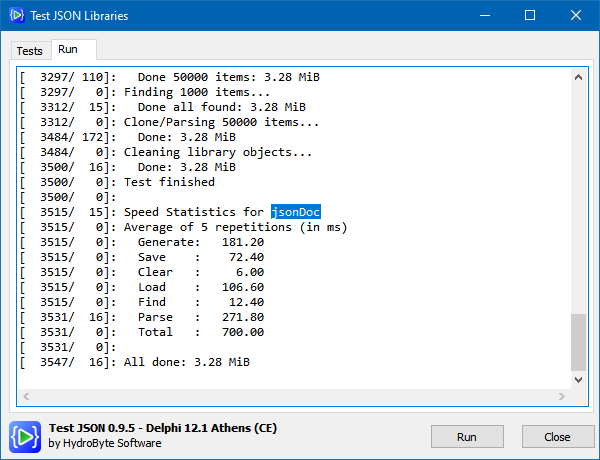 Test JSON Libraries
Tests Run
[  3297/ 110]:   Done 50000 items: 3.28 MiB
[  3297/   0]: Finding 1000 items...
[  3312/  15]:   Done all found: 3.28 MiB
[  3312/   0]: Clone/Parsing 50000 items...
[  3484/ 172]:   Done: 3.28 MiB
[  3484/   0]: Cleaning library objects...
[  3500/  16]:   Done: 3.28 MiB
[  3500/   0]: Test finished
[  3500/   0]:
[  3515/  15]: Speed Statistics for jsonDoc
[  3515/   0]: Average of 5 repetitions (in ms)
[  3515/   0]:   Generate:   181.20
[  3515/   0]:   Save    :    72.40
[  3515/   0]:   Clear   :     6.00
[  3515/   0]:   Load    :   106.60
[  3515/   0]:   Find    :    12.40
[  3531/  16]:   Parse   :   271.80
[  3531/   0]:   Total   :   700.00
[  3531/   0]:
[  3547/  16]: All done: 3.28 MiB
Test JSON 0.9.5 - Delphi 12.1 Athens (CE)
by HydroByte Software
Run
Close